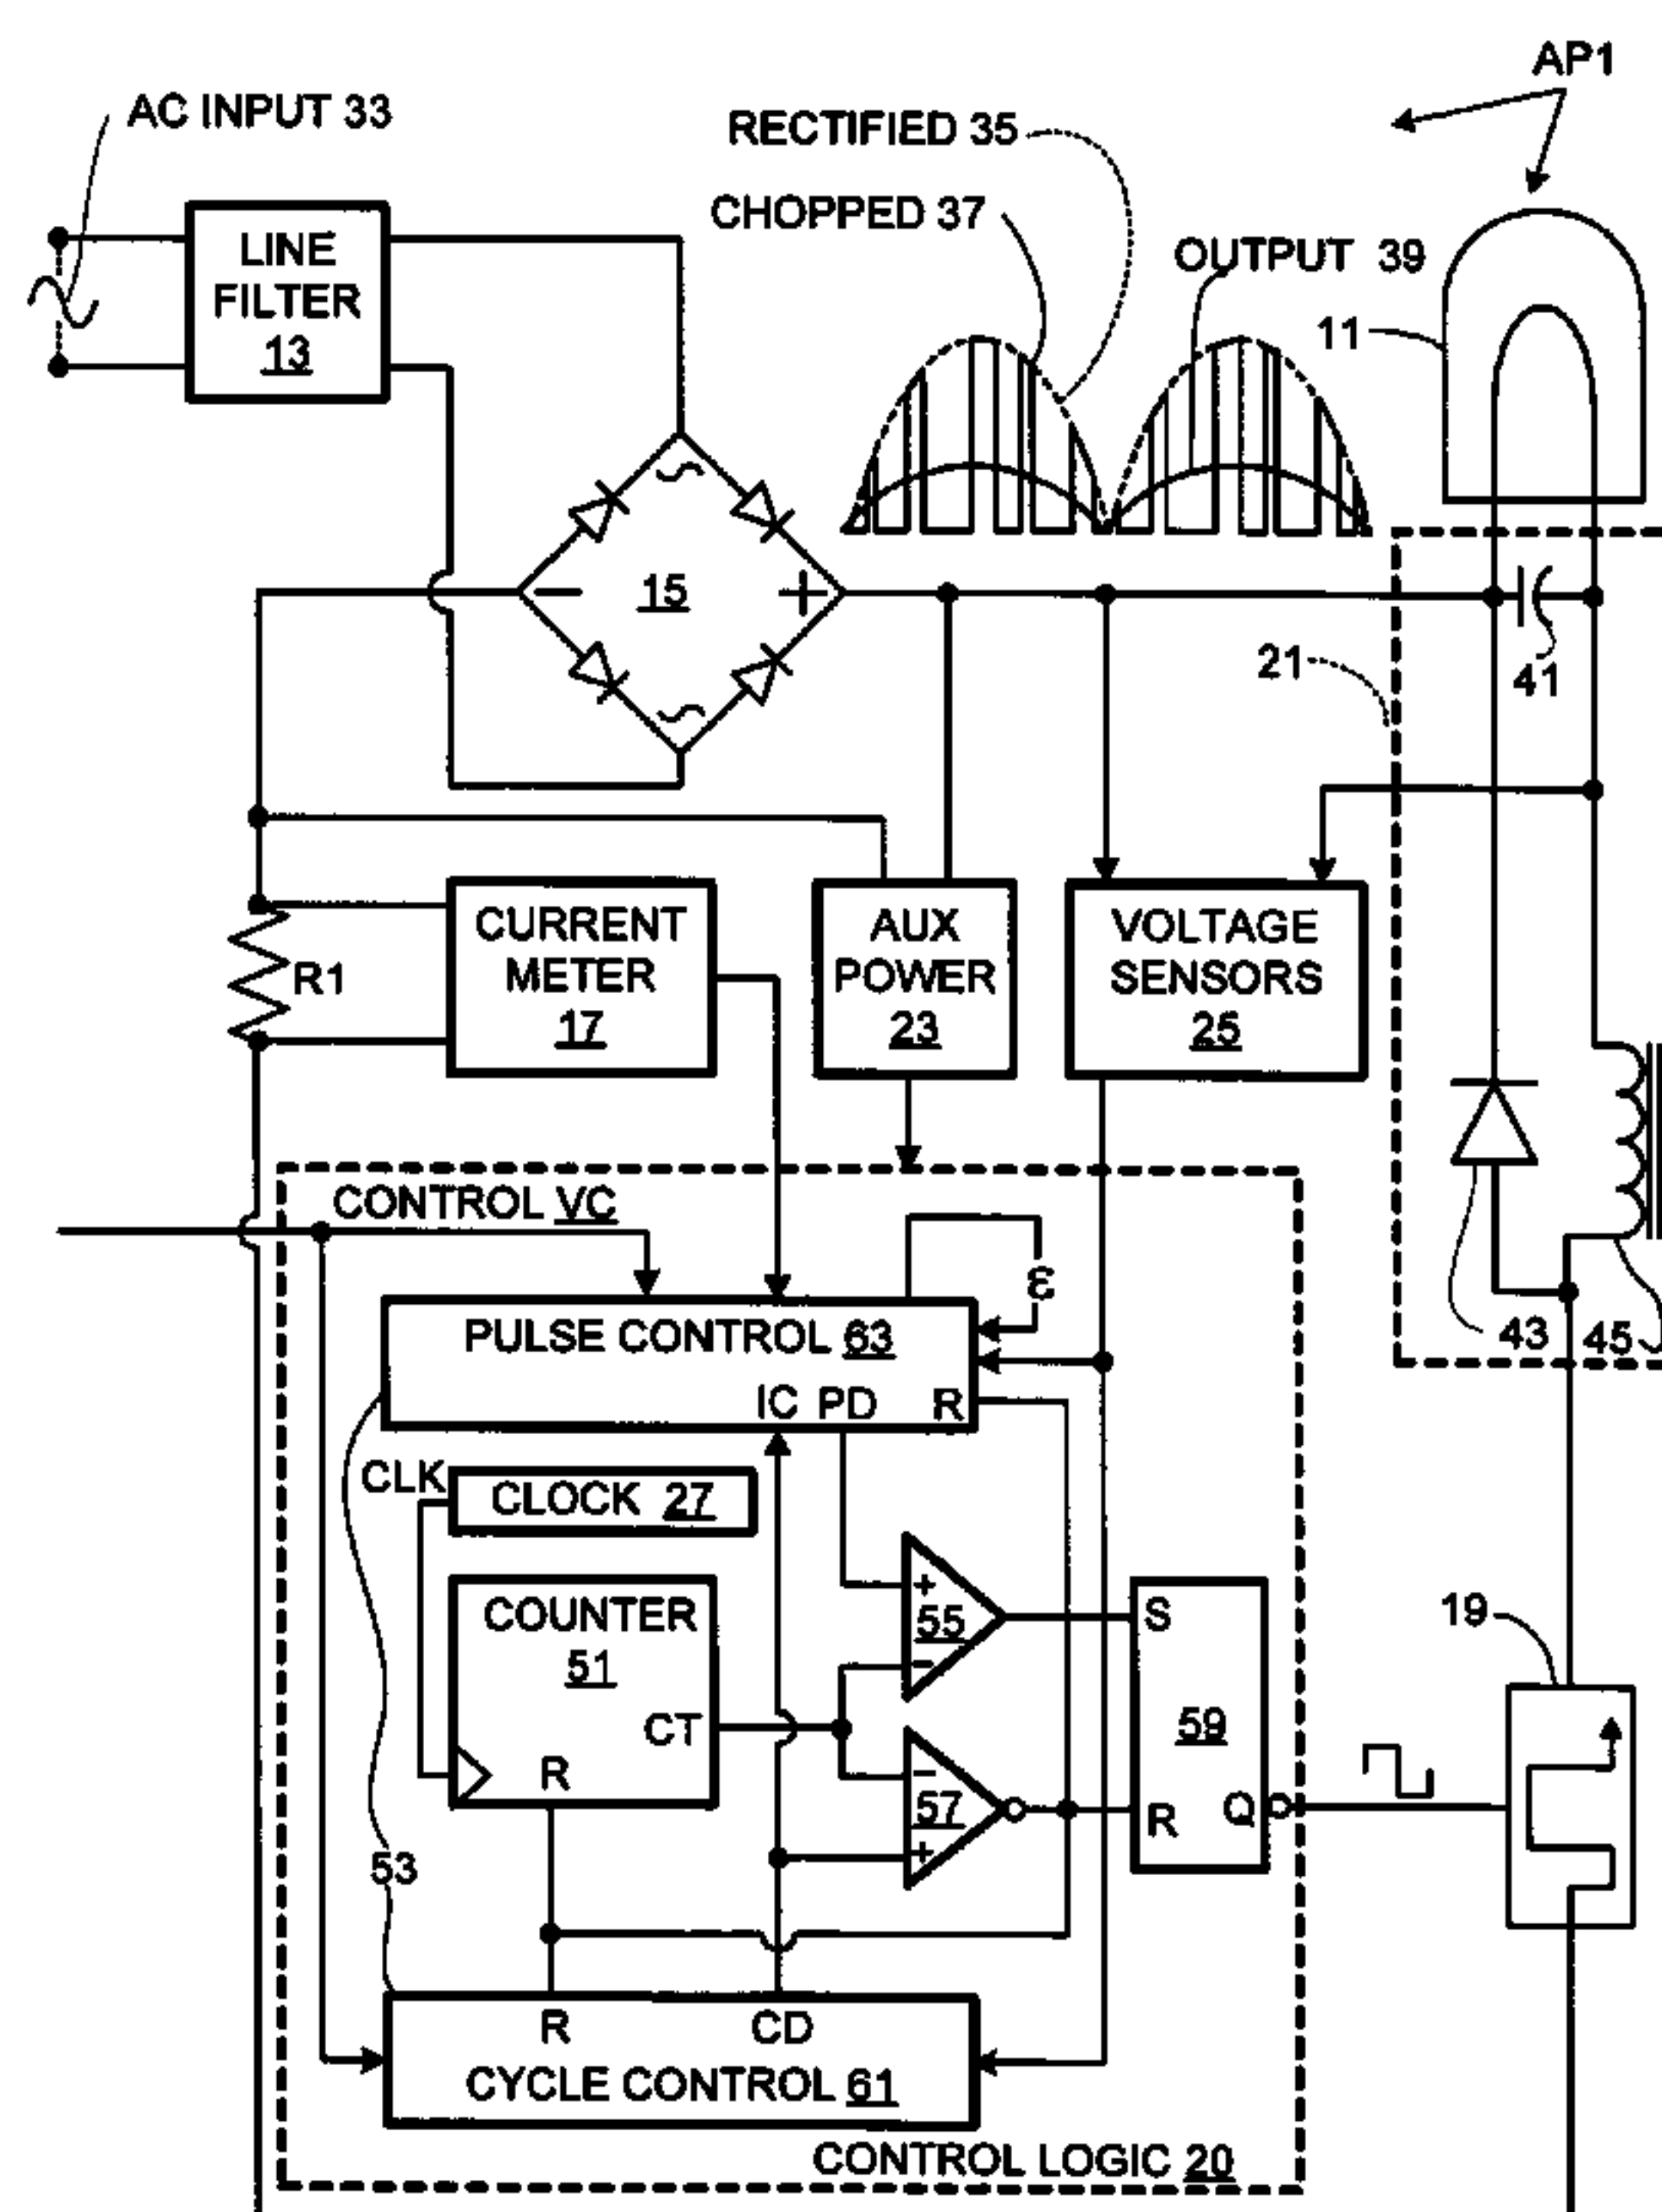 AP1
AC INPUT 33
RECTIFIED 35
CHOPPED 37
OUTPUT 39
LINE
FILTER
13
11
15
21
41
CURRENT
METER
17
R1
AUX
POWER
23
VOLTAGE
SENSORS
25
CONTROL VC
ε
43
45
PULSE CONTROL 63
IC PD R
CLK
CLOCK 27
COUNTER
51
CT
R
+
55
−
−
57
+
S
59
R
Q
19
53
R CD
CYCLE CONTROL 61
CONTROL LOGIC 20